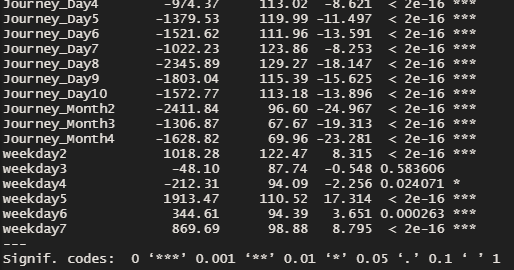 Journey_Day4 -974.37 113.02 -8.621 < 2e-16 ***
Journey_Day5 -1379.53 119.99 -11.497 < 2e-16 ***
Journey_Day6 -1521.62 111.96 -13.591 < 2e-16 ***
Journey_Day7 -1022.23 123.86 -8.253 < 2e-16 ***
Journey_Day8 -2345.89 129.27 -18.147 < 2e-16 ***
Journey_Day9 -1803.04 115.39 -15.625 < 2e-16 ***
Journey_Day10 -1572.77 113.18 -13.896 < 2e-16 ***
Journey_Month2 -2411.84 96.60 -24.967 < 2e-16 ***
Journey_Month3 -1306.87 67.67 -19.313 < 2e-16 ***
Journey_Month4 -1628.82 69.96 -23.281 < 2e-16 ***
weekday2 1018.28 122.47 8.315 < 2e-16 ***
weekday3 -48.10 87.74 -0.548 0.583606
weekday4 -212.31 94.09 -2.256 0.024071 *
weekday5 1913.47 110.52 17.314 < 2e-16 ***
weekday6 344.61 94.39 3.651 0.000263 ***
weekday7 869.69 98.88 8.795 < 2e-16 ***
---
Signif. codes: 0 ‘***’ 0.001 ‘**’ 0.01 ‘*’ 0.05 ‘.’ 0.1 ‘ ’ 1